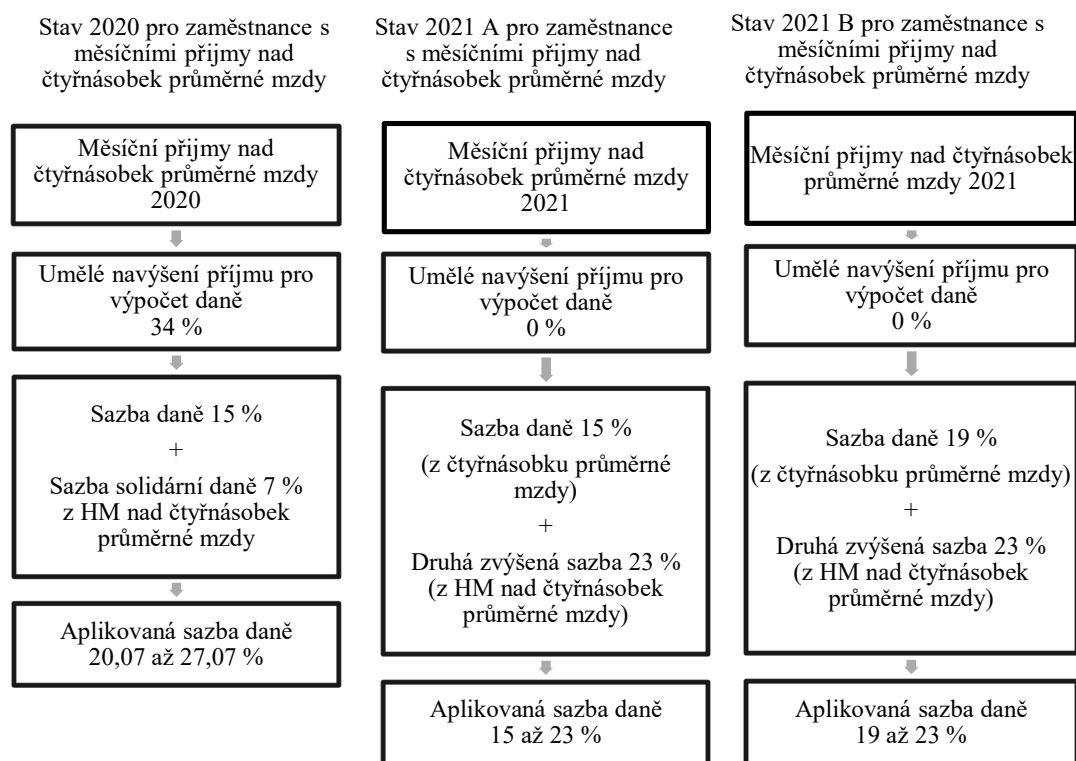 Stav 2020 pro zaměstnance s
měsíčními přijmy nad
čtyřnásobek průměrné mzdy
Měsíční přijmy nad
čtyřnásobek průměrné mzdy
2020
Umělé navýšení příjmu pro
výpočet daně
34 %
Sazba daně 15 %
+
Sazba solidární daně 7 %
z HM nad čtyřnásobek
průměrné mzdy
Aplikovaná sazba daně
20,07 až 27,07 %
Stav 2021 A pro zaměstnance
s měsíčními přijmy nad
čtyřnásobek průměrné mzdy
Měsíční přijmy nad
čtyřnásobek průměrné mzdy
2021
Umělé navýšení příjmu pro
výpočet daně
0 %
Sazba daně 15 %
(z čtyřnásobku průměrné
mzdy)
+
Druhá zvýšená sazba 23 %
(z HM nad čtyřnásobek
průměrné mzdy)
Aplikovaná sazba daně
15 až 23 %
Stav 2021 B pro zaměstnance
s měsíčními přijmy nad
čtyřnásobek průměrné mzdy
Měsíční přijmy nad čtyřnásobek
průměrné mzdy 2021
Umělé navýšení příjmu pro
výpočet daně
0 %
Sazba daně 19 %
(z čtyřnásobku průměrné mzdy)
+
Druhá zvýšená sazba 23 %
(z HM nad čtyřnásobek
průměrné mzdy)
Aplikovaná sazba daně
19 až 23 %